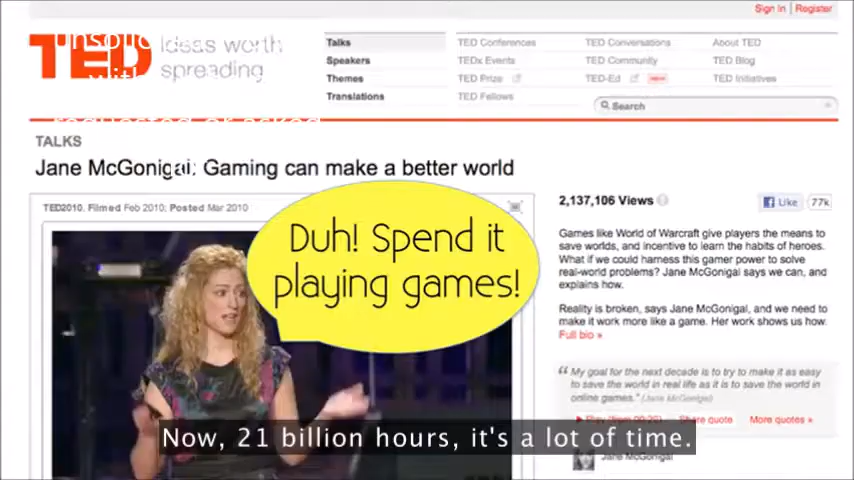 Sign In | Register
unsolic
TED Ideas worth spreading
with
requested or asked
Talks
Speakers
Themes
Translations
TED Conferences
TEDx Events
TED Prize
TED Fellows
TED Conversations
TED Community
TED-Ed new
About TED
TED Blog
TED Initiatives
Search
TALKS
Jane McGonigal: Gaming can make a better world
TED2010, Filmed Feb 2010; Posted Mar 2010
Duh! Spend it
playing games!
2,137,106 Views
Like 77k
Games like World of Warcraft give players the means to
save worlds, and incentive to learn the habits of heroes.
What if we could harness this gamer power to solve
real-world problems? Jane McGonigal says we can, and
explains how.
Reality is broken, says Jane McGonigal, and we need to
make it work more like a game. Her work shows us how.
Full bio »
“ My goal for the next decade is to try to make it as easy
to save the world in real life as it is to save the world in
online games.” (Jane McGonigal)
Share quote
More quotes »
Jane McGonigal
Now, 21 billion hours, it's a lot of time.